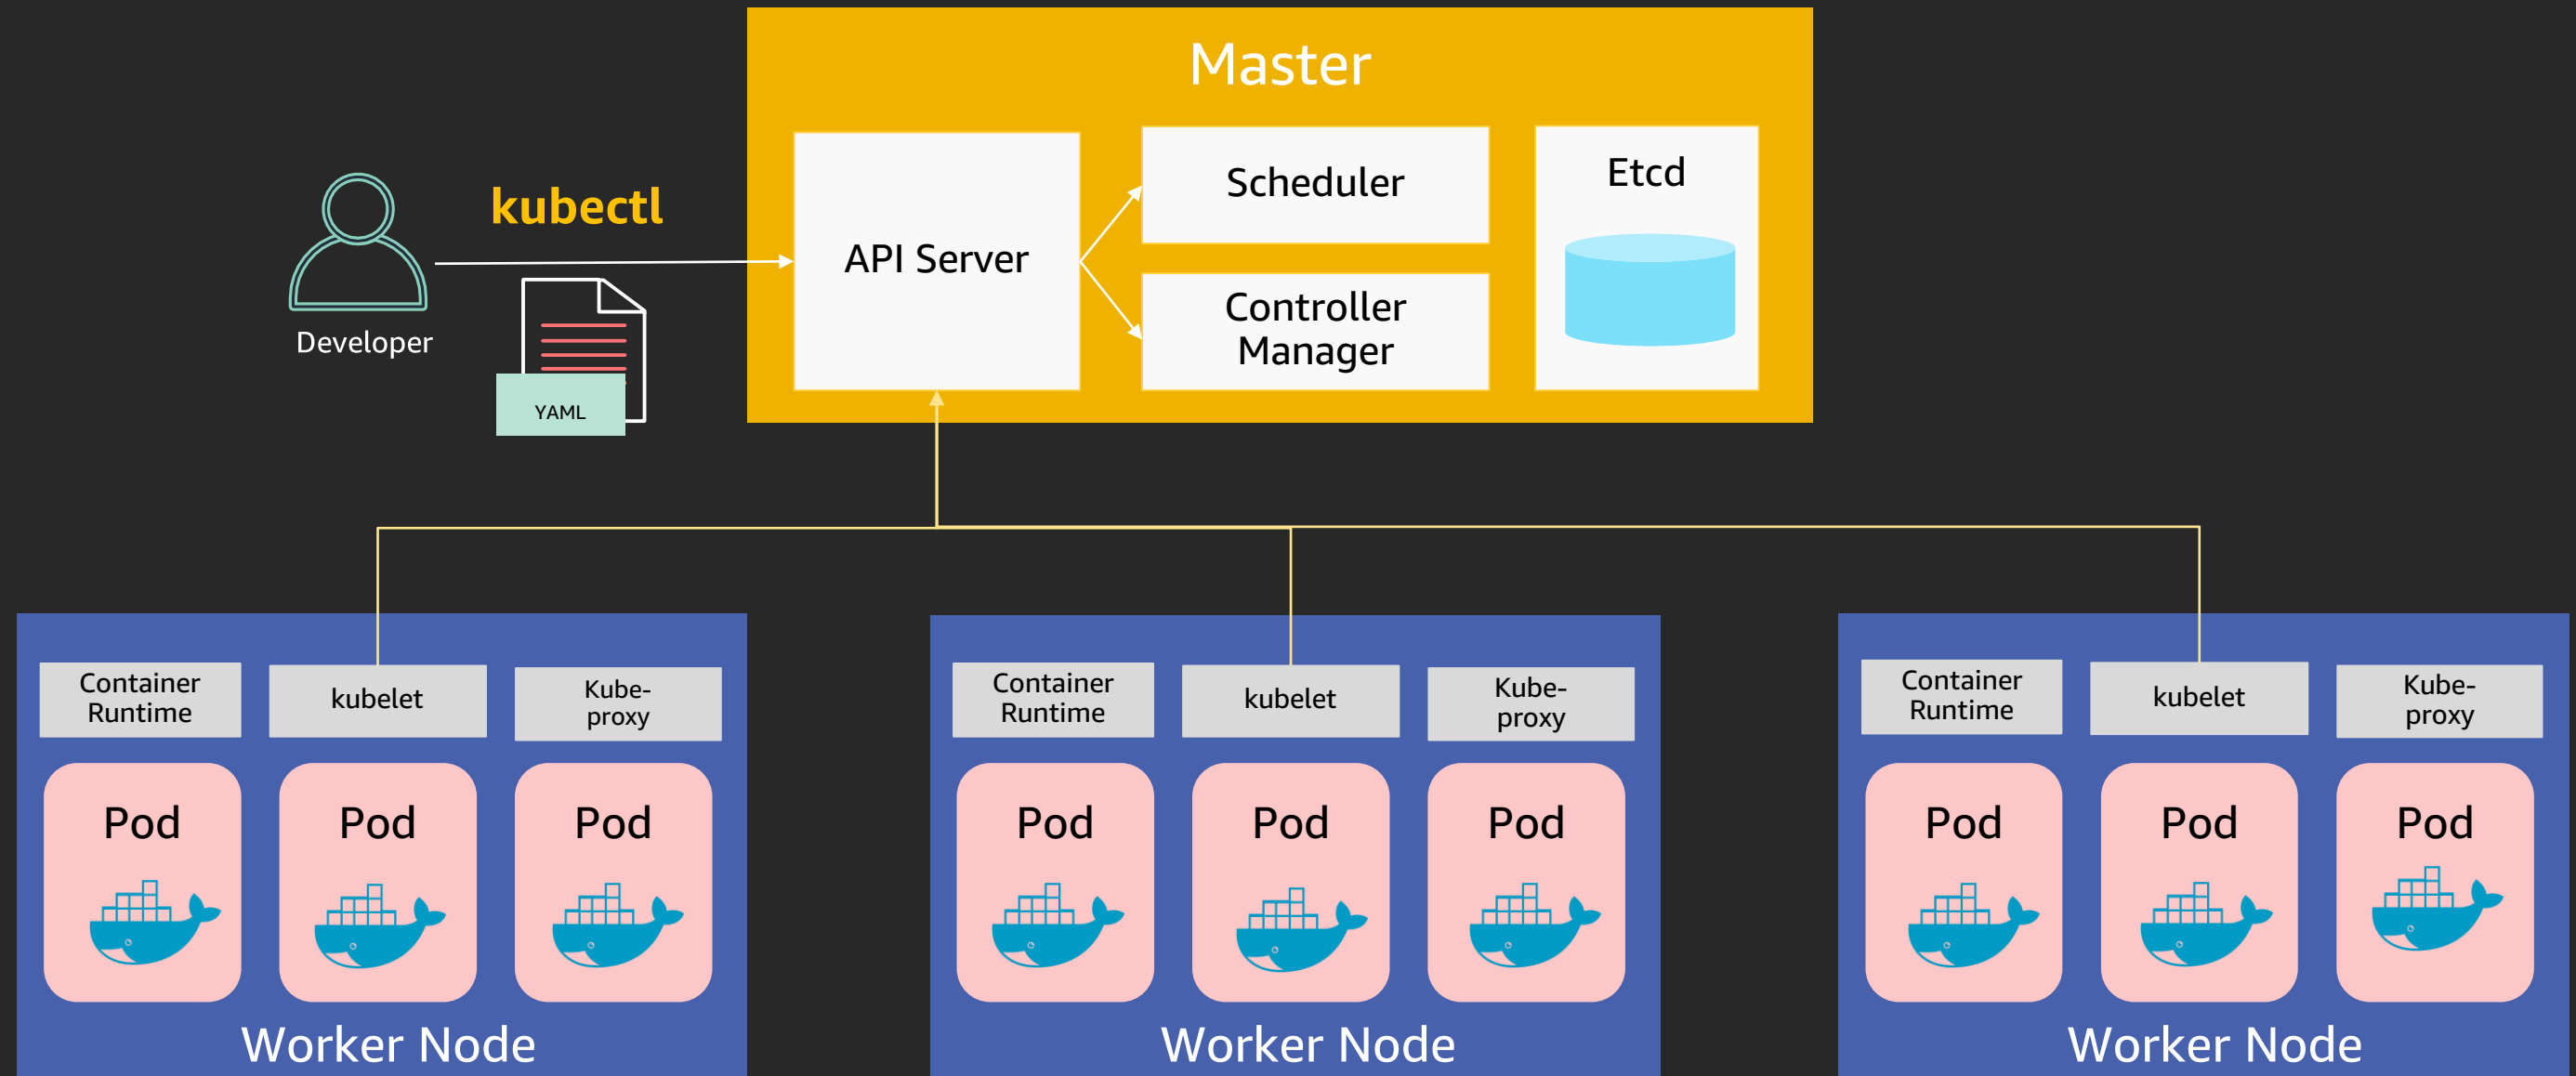 Master
kubectl
Developer
YAML
API Server
Scheduler
Controller
Manager
Etcd
Container
Runtime
kubelet
Kube-
proxy
Pod
Pod
Pod
Worker Node
Container
Runtime
kubelet
Kube-
proxy
Pod
Pod
Pod
Worker Node
Container
Runtime
kubelet
Kube-
proxy
Pod
Pod
Pod
Worker Node